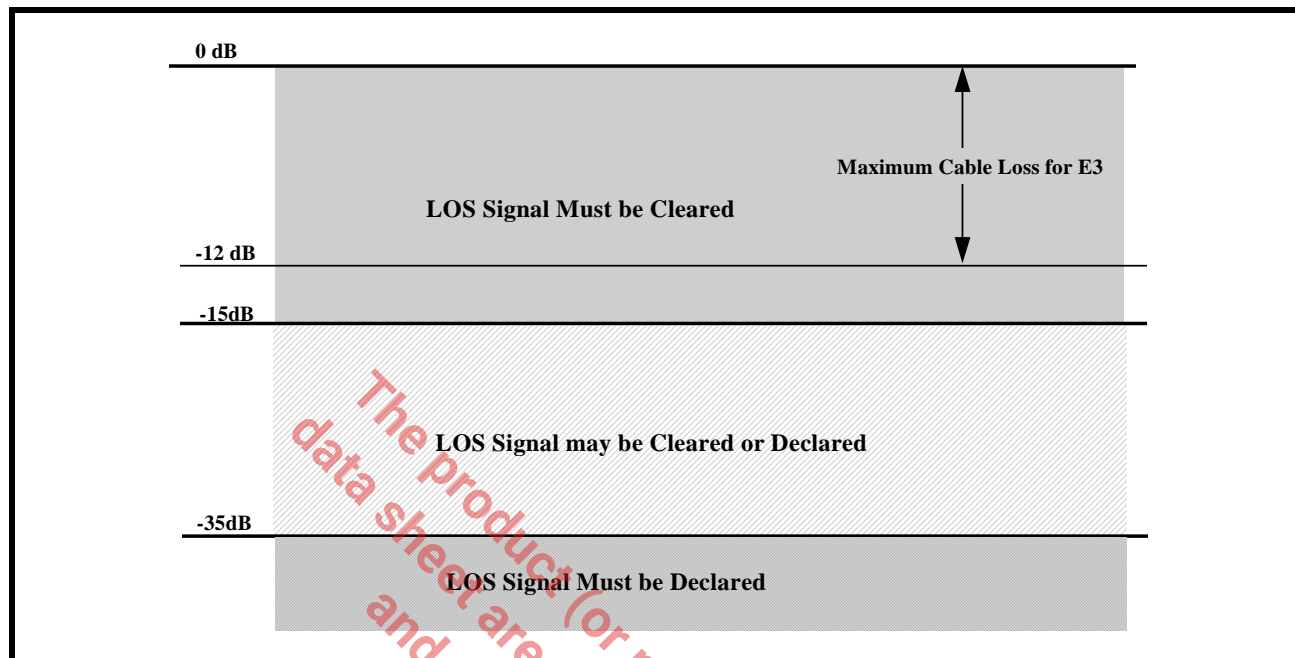 0 dB
Maximum Cable Loss for E3
LOS Signal Must be Cleared
-12 dB
-15dB
LOS Signal may be Cleared or Declared
-35dB
LOS Signal Must be Declared
The product (or
data sheet are
and